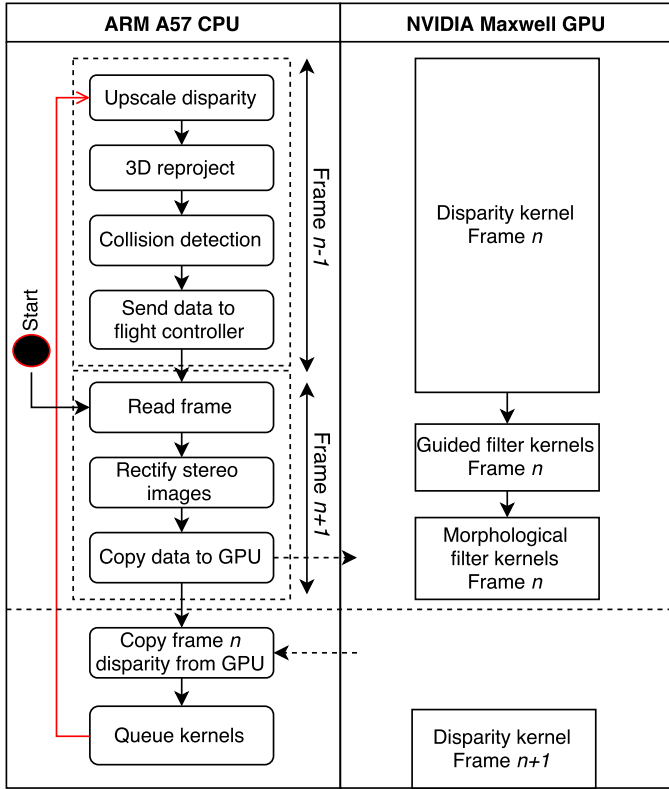 ARM A57 CPU
NVIDIA Maxwell GPU
Upscale disparity
3D reproject
Collision detection
Send data to
flight controller
Frame n-1
Start
Read frame
Rectify stereo
images
Copy data to GPU
Frame n+1
Copy frame n
disparity from GPU
Queue kernels
Disparity kernel
Frame n
Guided filter kernels
Frame n
Morphological
filter kernels
Frame n
Disparity kernel
Frame n+1